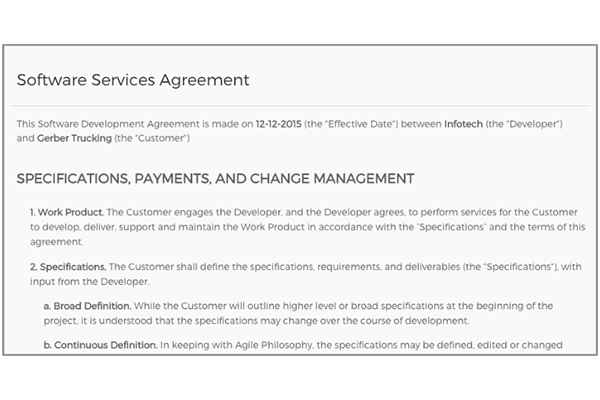 Software Services Agreement
This Software Development Agreement is made on 12-12-2015 (the "Effective Date") between Infotech (the "Developer")
and Gerber Trucking (the "Customer")
SPECIFICATIONS, PAYMENTS, AND CHANGE MANAGEMENT
1. Work Product. The Customer engages the Developer, and the Developer agrees, to perform services for the Customer
to develop, deliver, support and maintain the Work Product in accordance with the "Specifications" and the terms of this
agreement.
2. Specifications. The Customer shall define the specifications, requirements, and deliverables (the "Specifications"), with
input from the Developer.
a. Broad Definition. While the Customer will outline higher level or broad specifications at the beginning of the
project, it is understood that the specifications may change over the course of development.
b. Continuous Definition. In keeping with Agile Philosophy, the specifications may be defined, edited or changed